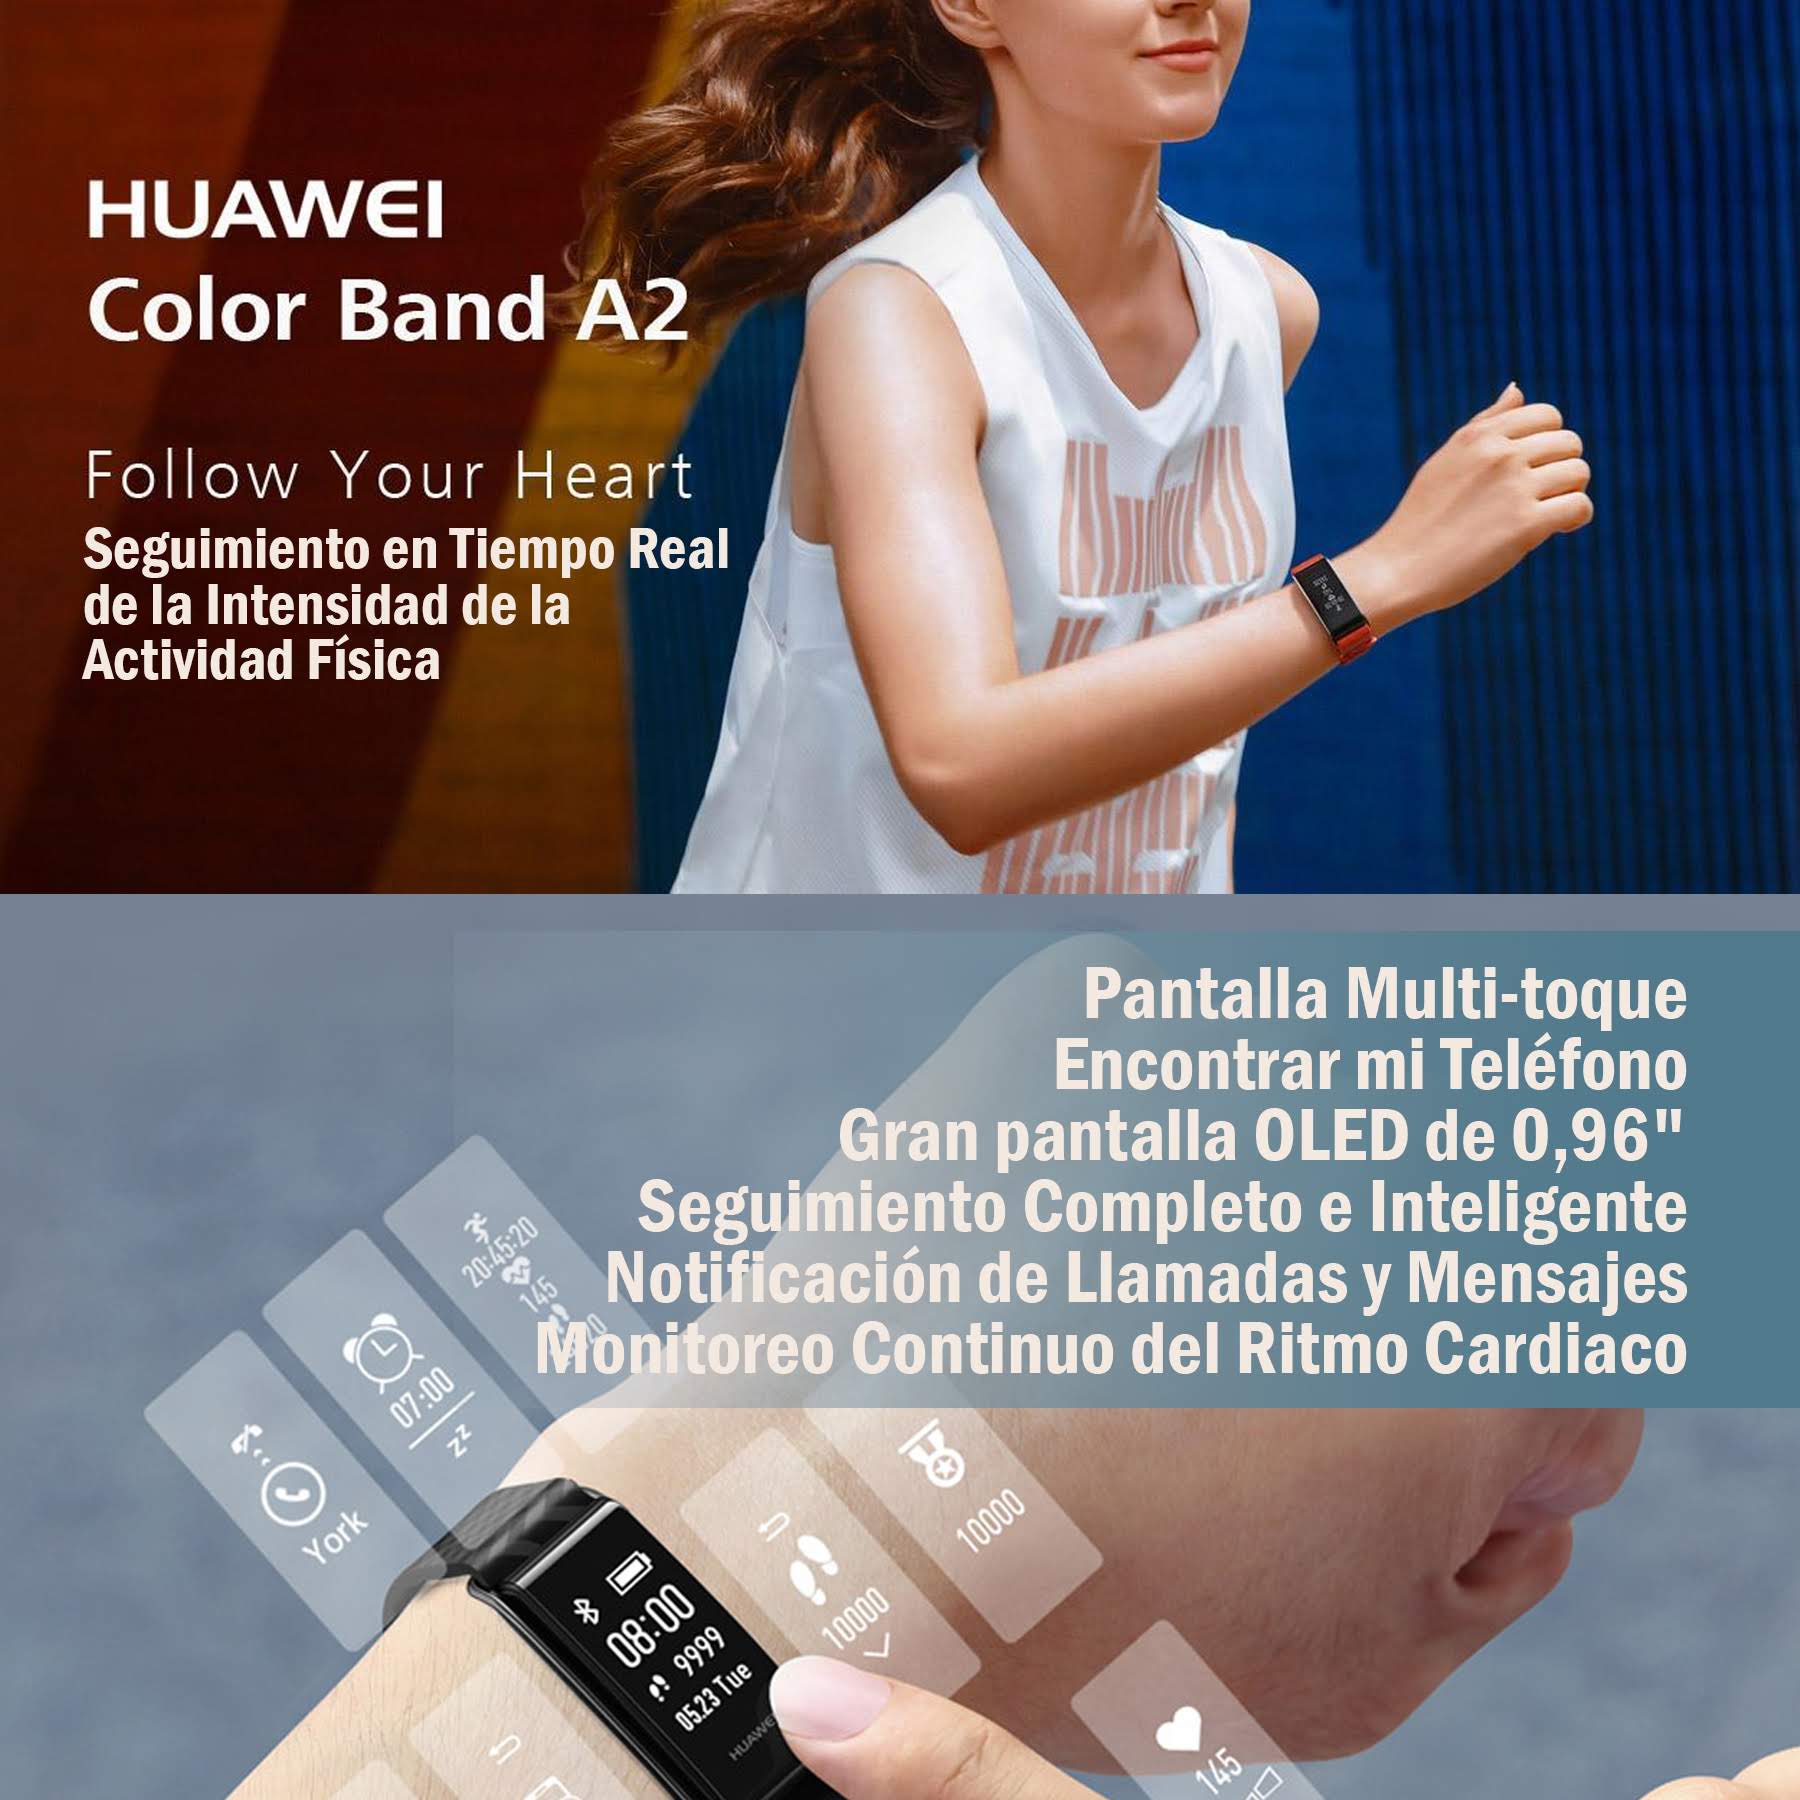 HUAWEI
Color Band A2
Follow Your Heart
Seguimiento en Tiempo Real
de la Intensidad de la
Actividad Física
Pantalla Multi-toque
Encontrar mi Teléfono
Gran pantalla OLED de 0,96"
Seguimiento Completo e Inteligente
Notificación de Llamadas y Mensajes
Monitoreo Continuo del Ritmo Cardiaco
20:45:20
145
07:00
zz
York
10000
10000
08:00
9999
05.23 Tue
HUAWEI
145